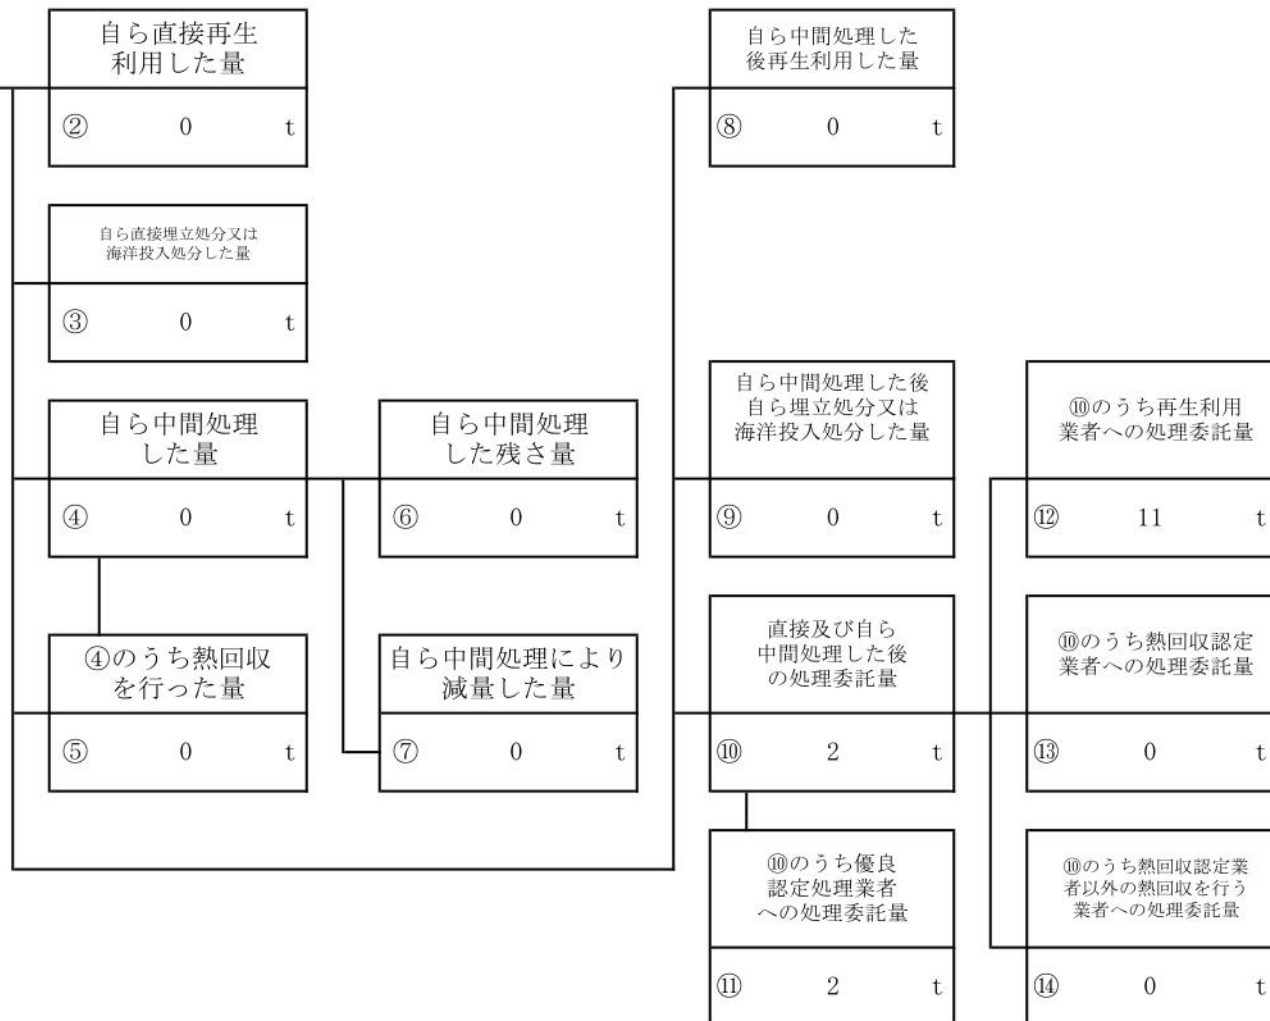 自ら直接再生
利用した量
② 0 t
自ら直接埋立処分又は
海洋投入処分した量
③ 0 t
自ら中間処理
した量
④ 0 t
④のうち熱回収
を行った量
⑤ 0 t
自ら中間処理
した残さ量
⑥ 0 t
自ら中間処理により
減量した量
⑦ 0 t
自ら中間処理した
後再生利用した量
⑧ 0 t
自ら中間処理した後
自ら埋立処分又は
海洋投入処分した量
⑨ 0 t
直接及び自ら
中間処理した後
の処理委託量
⑩ 2 t
⑩のうち優良
認定処理業者
への処理委託量
⑪ 2 t
⑩のうち再生利用
業者への処理委託量
⑫ 11 t
⑩のうち熱回収認定
業者への処理委託量
⑬ 0 t
⑩のうち熱回収認定業
者以外の熱回収を行う
業者への処理委託量
⑭ 0 t